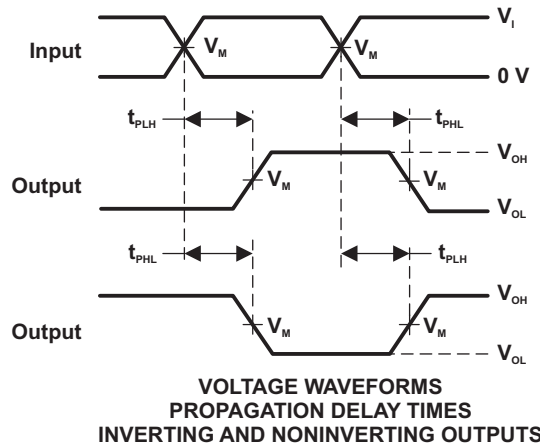 V_I
Input V_M V_M
0 V
t_PLH t_PHL
V_OH
Output V_M V_M
V_OL
t_PHL t_PLH
V_OH
Output V_M V_M
V_OL
VOLTAGE WAVEFORMS
PROPAGATION DELAY TIMES
INVERTING AND NONINVERTING OUTPUTS